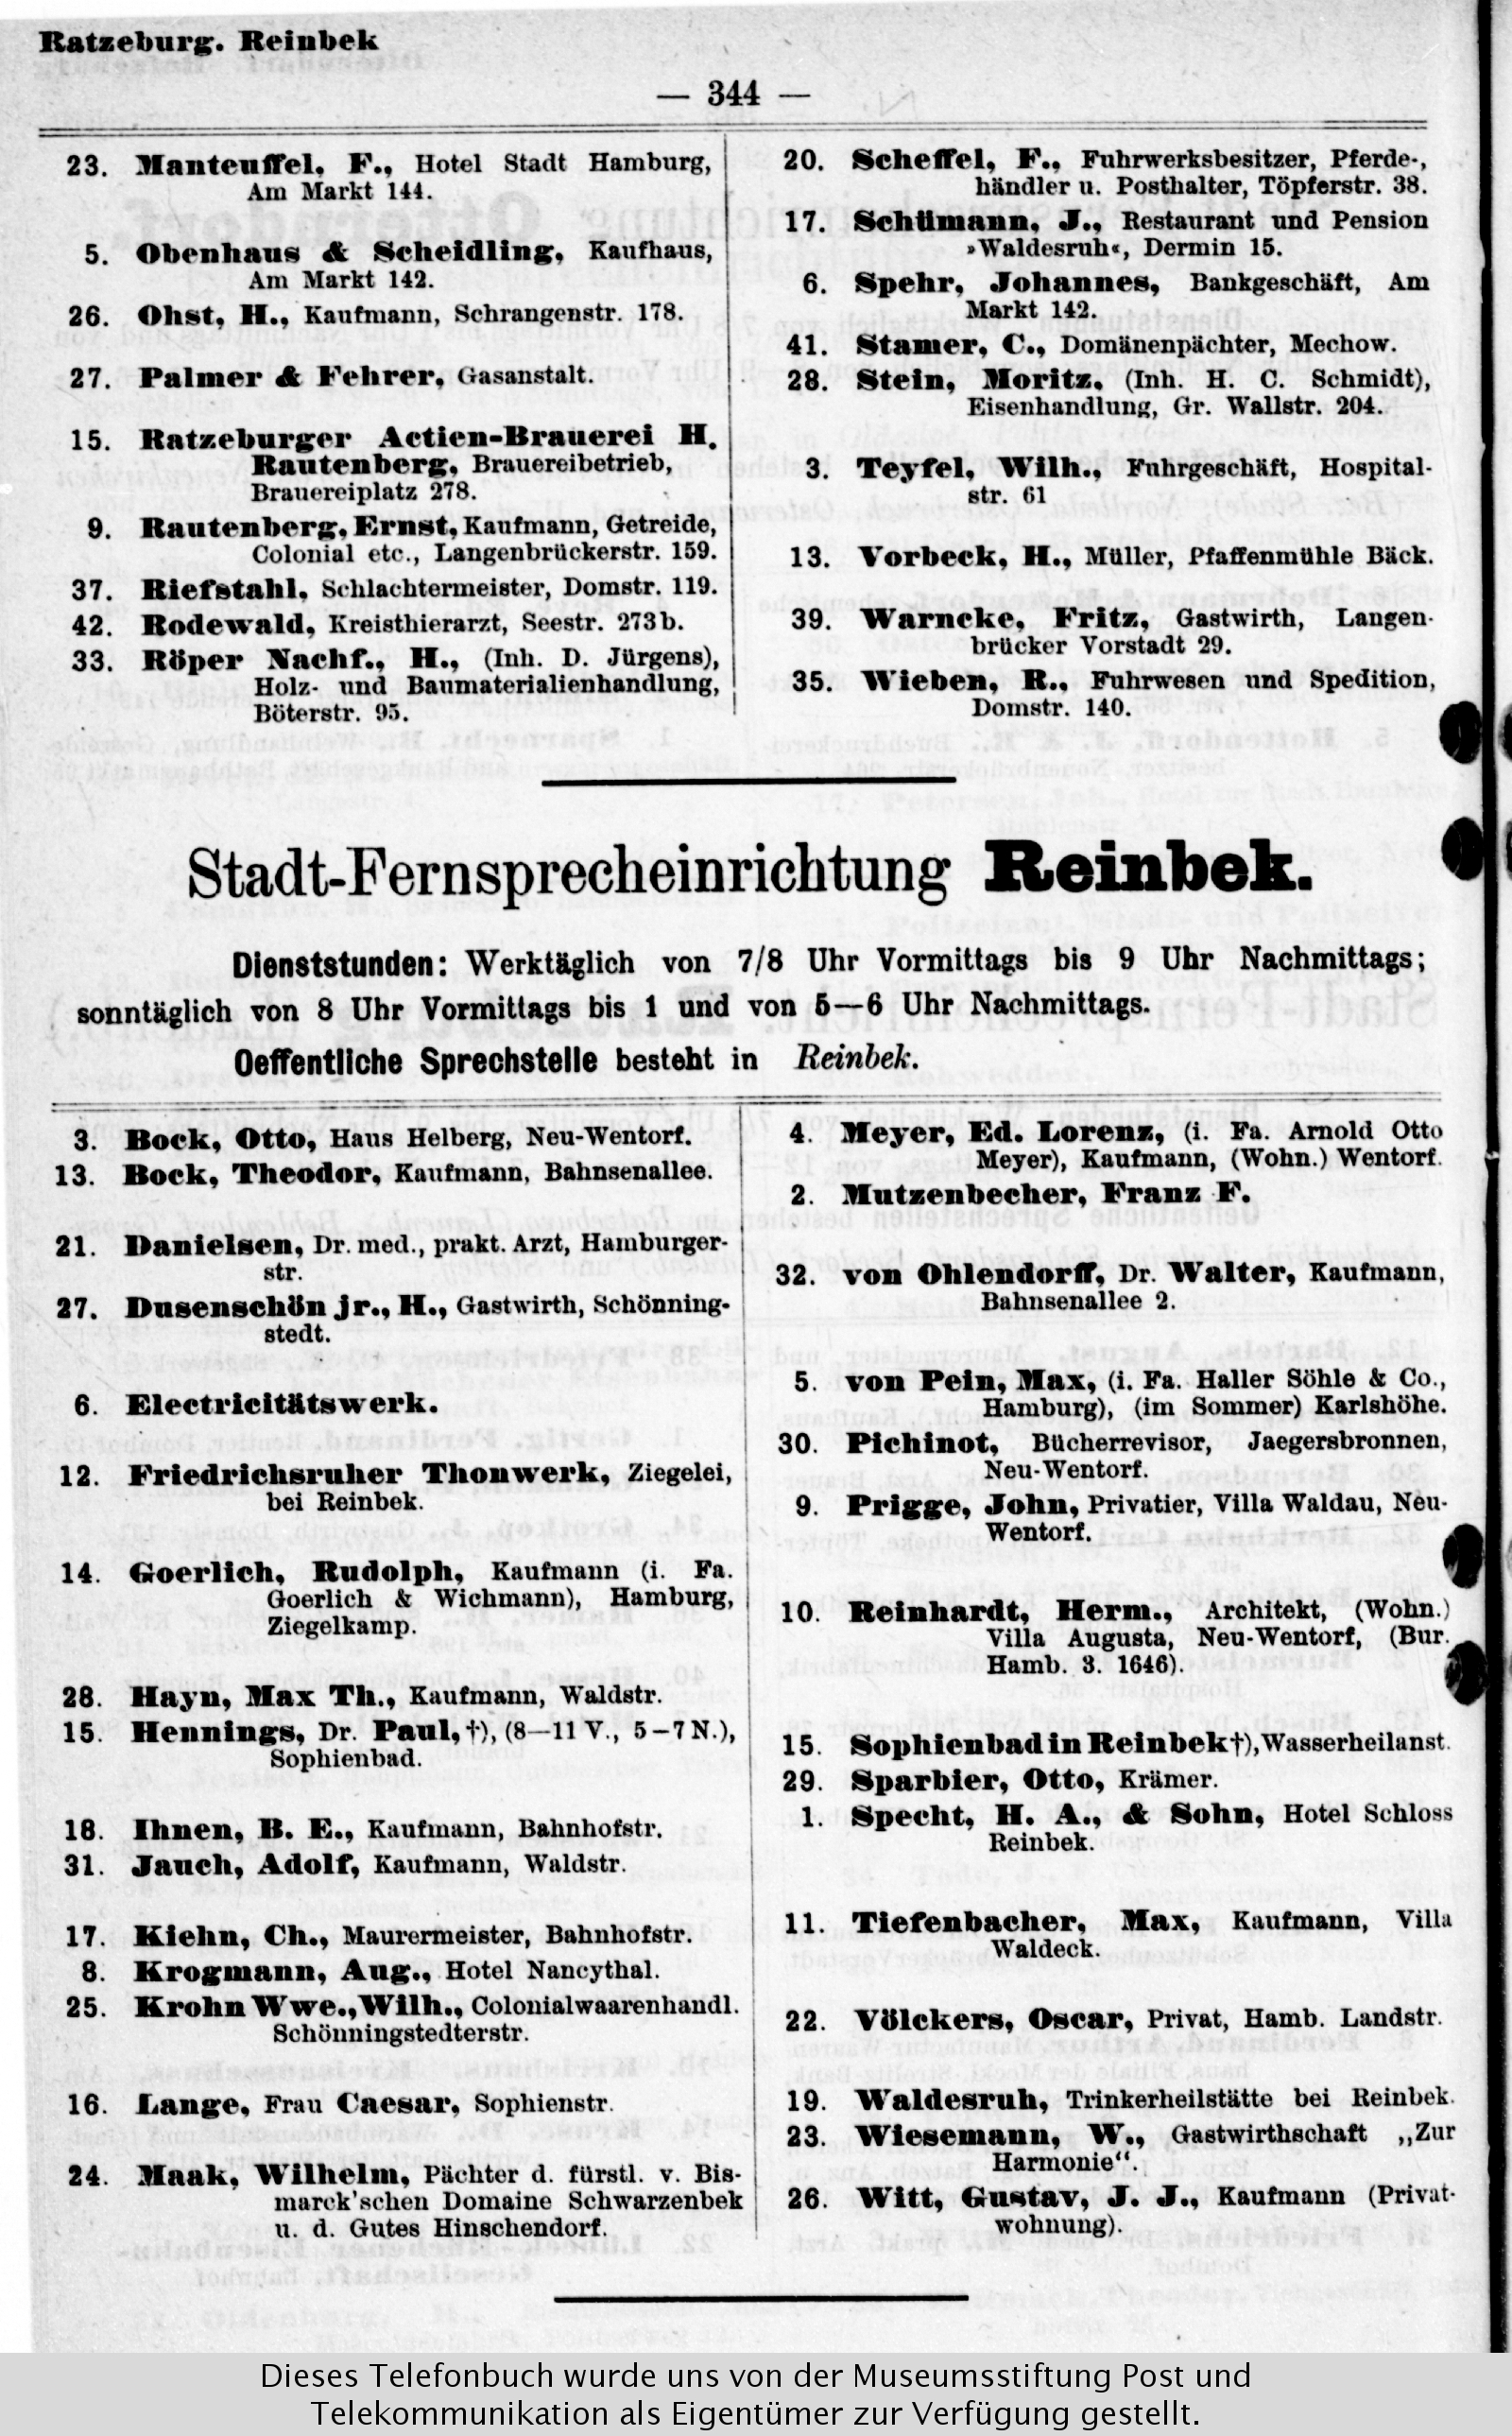 Ratzeburg. Reinbek
— 344 —
23. Manteuffel, F., Hotel Stadt Hamburg,
Am Markt 144.
5. Obenhaus & Scheidling, Kaufhaus,
Am Markt 142.
26. Ohst, H., Kaufmann, Schrangenstr. 178.
27. Palmer & Fehrer, Gasanstalt.
15. Ratzeburger Actien-Brauerei H.
Rautenberg, Brauereibetrieb,
Brauereiplatz 278.
9. Rautenberg, Ernst, Kaufmann, Getreide,
Colonial etc., Langenbrückerstr. 159.
37. Riefstahl, Schlachtermeister, Domstr. 119.
42. Rodewald, Kreisthierarzt, Seestr. 273b.
33. Röper Nachf., H., (Inh. D. Jürgens),
Holz- und Baumaterialienhandlung,
Böterstr. 95.
20. Scheffel, F., Fuhrwerksbesitzer, Pferde-,
händler u. Posthalter, Töpferstr. 38.
17. Schümann, J., Restaurant und Pension
»Waldesruh«, Dermin 15.
6. Spehr, Johannes, Bankgeschäft, Am
Markt 142.
41. Stamer, C., Domänenpächter, Mechow.
28. Stein, Moritz, (Inh. H. C. Schmidt),
Eisenhandlung, Gr. Wallstr. 204.
3. Teyfel, Wilh., Fuhrgeschäft, Hospital-
str. 61
13. Vorbeck, H., Müller, Pfaffenmühle Bäck.
39. Warncke, Fritz, Gastwirth, Langen-
brücker Vorstadt 29.
35. Wieben, R., Fuhrwesen und Spedition,
Domstr. 140.
Stadt-Fernsprecheinrichtung Reinbek.
Dienststunden: Werktäglich von 7/8 Uhr Vormittags bis 9 Uhr Nachmittags;
sonntäglich von 8 Uhr Vormittags bis 1 und von 5—6 Uhr Nachmittags.
Oeffentliche Sprechstelle besteht in Reinbek.
3. Bock, Otto, Haus Helberg, Neu-Wentorf.
13. Bock, Theodor, Kaufmann, Bahnsenallee.
21. Danielsen, Dr. med., prakt. Arzt, Hamburger-
str.
27. Dusenschön jr., H., Gastwirth, Schönning-
stedt.
6. Electricitätswerk.
12. Friedrichsruher Thonwerk, Ziegelei,
bei Reinbek.
14. Goerlich, Rudolph, Kaufmann (i. Fa.
Goerlich & Wichmann), Hamburg,
Ziegelkamp.
28. Hayn, Max Th., Kaufmann, Waldstr.
15. Hennings, Dr. Paul, †), (8—11 V., 5—7 N.),
Sophienbad.
18. Ihnen, B. E., Kaufmann, Bahnhofstr.
31. Jauch, Adolf, Kaufmann, Waldstr.
17. Kiehn, Ch., Maurermeister, Bahnhofstr.
8. Krogmann, Aug., Hotel Nancythal.
25. Krohn Wwe., Wilh., Colonialwaarenhandl.
Schönningstedterstr.
16. Lange, Frau Caesar, Sophienstr.
24. Maak, Wilhelm, Pächter d. fürstl. v. Bis-
marck'schen Domaine Schwarzenbek
u. d. Gutes Hinschendorf.
4. Meyer, Ed. Lorenz, (i. Fa. Arnold Otto
Meyer), Kaufmann, (Wohn.) Wentorf.
2. Mutzenbecher, Franz F.
32. von Ohlendorff, Dr. Walter, Kaufmann,
Bahnsenallee 2.
5. von Pein, Max, (i. Fa. Haller Söhle & Co.,
Hamburg), (im Sommer) Karlshöhe.
30. Pichinot, Bücherrevisor, Jaegersbronnen,
Neu-Wentorf.
9. Prigge, John, Privatier, Villa Waldau, Neu-
Wentorf.
10. Reinhardt, Herm., Architekt, (Wohn.)
Villa Augusta, Neu-Wentorf, (Bur.
Hamb. 3. 1646).
15. Sophienbad in Reinbek †), Wasserheilanst.
29. Sparbier, Otto, Krämer.
1. Specht, H. A., & Sohn, Hotel Schloss
Reinbek.
11. Tiefenbacher, Max, Kaufmann, Villa
Waldeck.
22. Völckers, Oscar, Privat, Hamb. Landstr.
19. Waldesruh, Trinkerheilstätte bei Reinbek.
23. Wiesemann, W., Gastwirthschaft „Zur
Harmonie“.
26. Witt, Gustav, J. J., Kaufmann (Privat-
wohnung).
Dieses Telefonbuch wurde uns von der Museumsstiftung Post und
Telekommunikation als Eigentümer zur Verfügung gestellt.